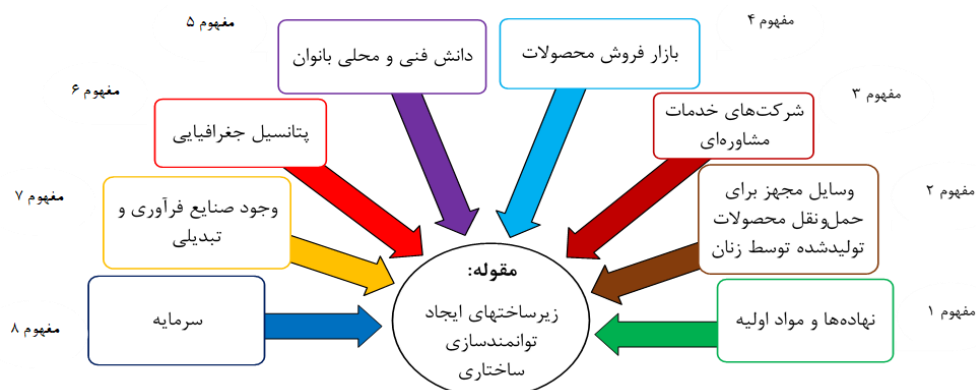 مفهوم ۱
نهاده‌ها و مواد اولیه
مفهوم ۲
وسایل مجهز برای
حمل‌ونقل محصولات
تولیدشده توسط زنان
مفهوم ۳
شرکت‌های خدمات
مشاوره‌ای
مفهوم ۴
بازار فروش محصولات
مفهوم ۵
دانش فنی و محلی بانوان
مفهوم ۶
پتانسیل جغرافیایی
مفهوم ۷
وجود صنایع فرآوری و
تبدیلی
مفهوم ۸
سرمایه
مقوله:
زیرساختهای ایجاد
توانمندسازی
ساختاری